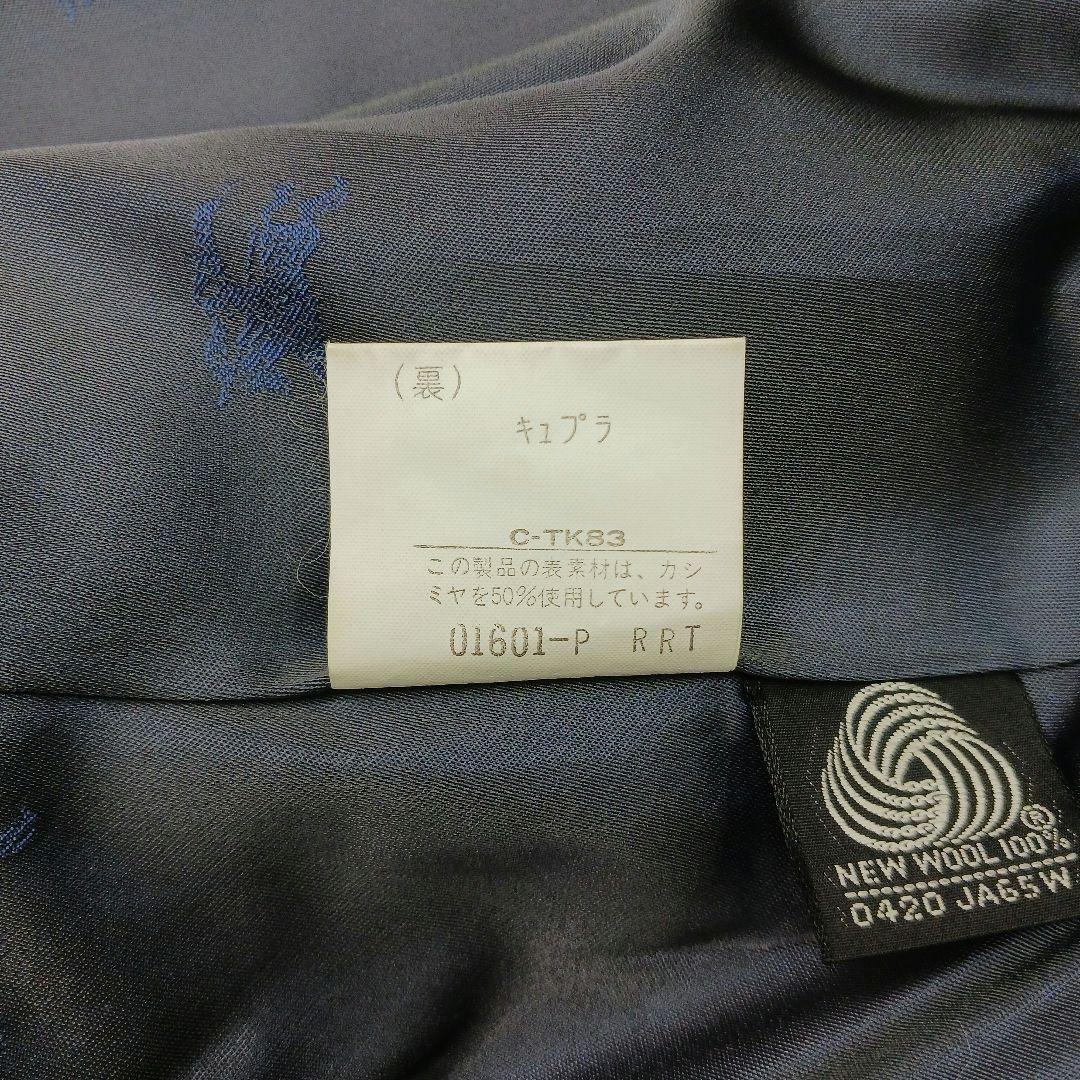 (裏)
キュプラ
C-TK83
この製品の表素材は、カシ
ミヤを50%使用しています。
01601-P RRT
®
NEW WOOL 100%
0420 JA65W